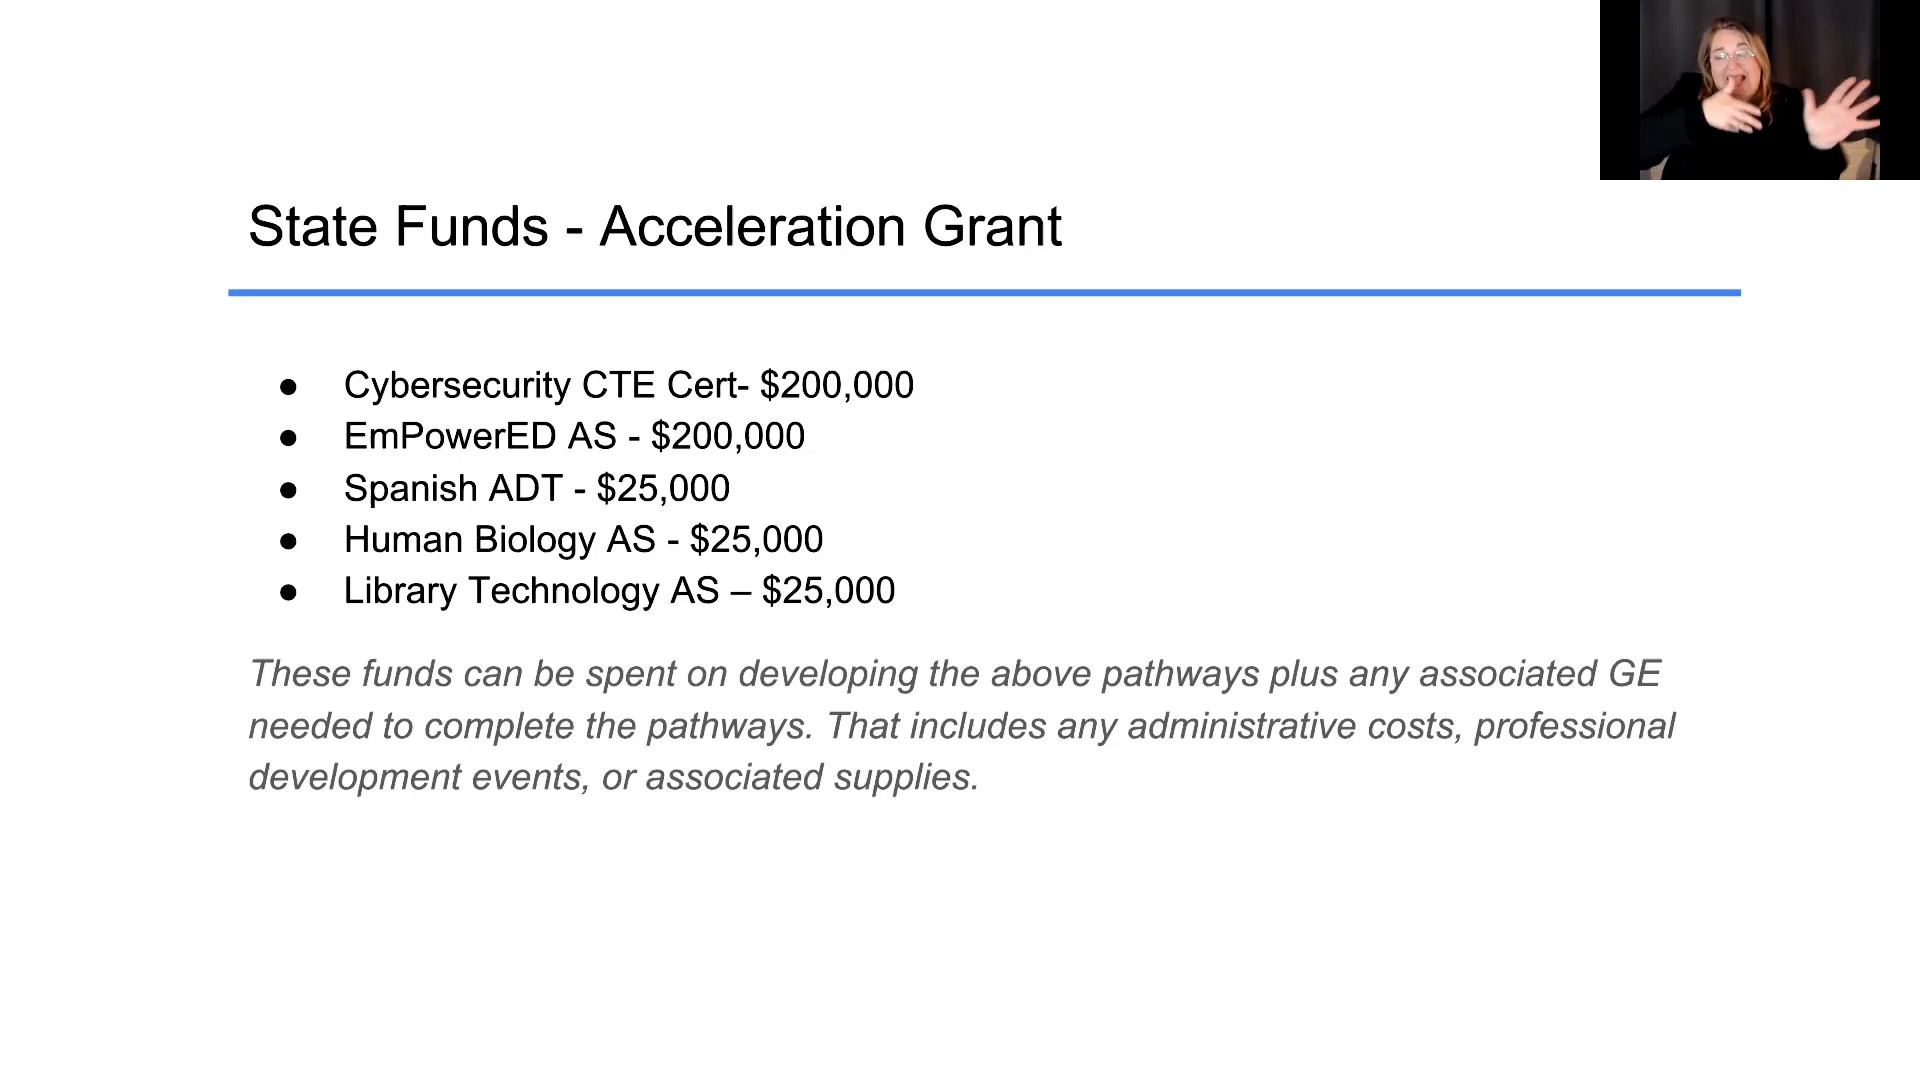 State Funds - Acceleration Grant
● Cybersecurity CTE Cert- $200,000
● EmPowerED AS - $200,000
● Spanish ADT - $25,000
● Human Biology AS - $25,000
● Library Technology AS – $25,000
These funds can be spent on developing the above pathways plus any associated GE
needed to complete the pathways. That includes any administrative costs, professional
development events, or associated supplies.